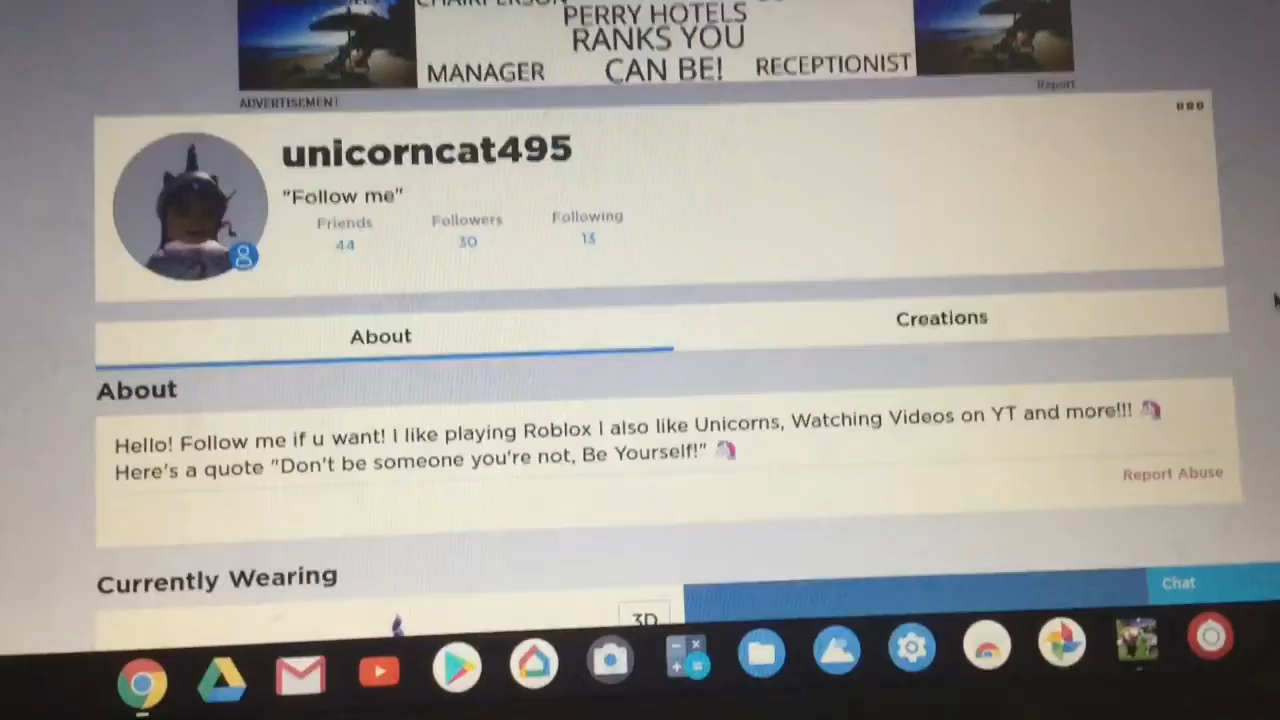 CHAIRPERSON
PERRY HOTELS
RANKS YOU
CAN BE!
MANAGER
RECEPTIONIST
ADVERTISEMENT
Report
unicorncat495
"Follow me"
Friends
Followers
Following
44
30
13
About
Creations
About
Hello! Follow me if u want! I like playing Roblox I also like Unicorns, Watching Videos on YT and more!!! 🦄
Here's a quote "Don't be someone you're not, Be Yourself!" 🦄
Report Abuse
Currently Wearing
3D
Chat